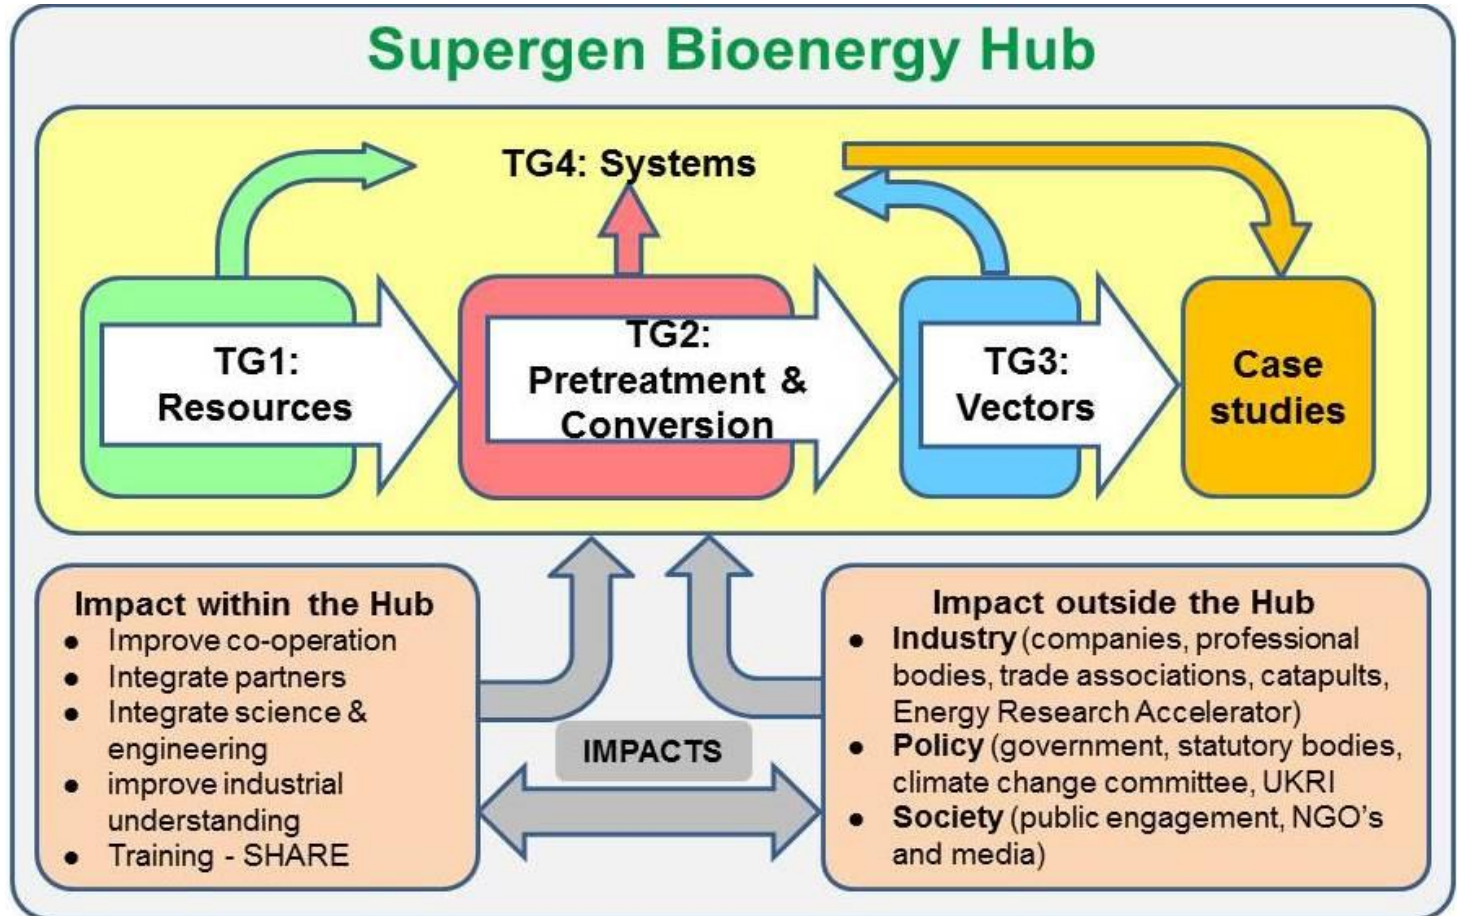 Supergen Bioenergy Hub
TG4: Systems
TG1:
Resources
TG2:
Pretreatment &
Conversion
TG3:
Vectors
Case
studies
Impact within the Hub
● Improve co-operation
● Integrate partners
● Integrate science &
engineering
● improve industrial
understanding
● Training - SHARE
IMPACTS
Impact outside the Hub
● Industry (companies, professional
bodies, trade associations, catapults,
Energy Research Accelerator)
● Policy (government, statutory bodies,
climate change committee, UKRI
● Society (public engagement, NGO's
and media)